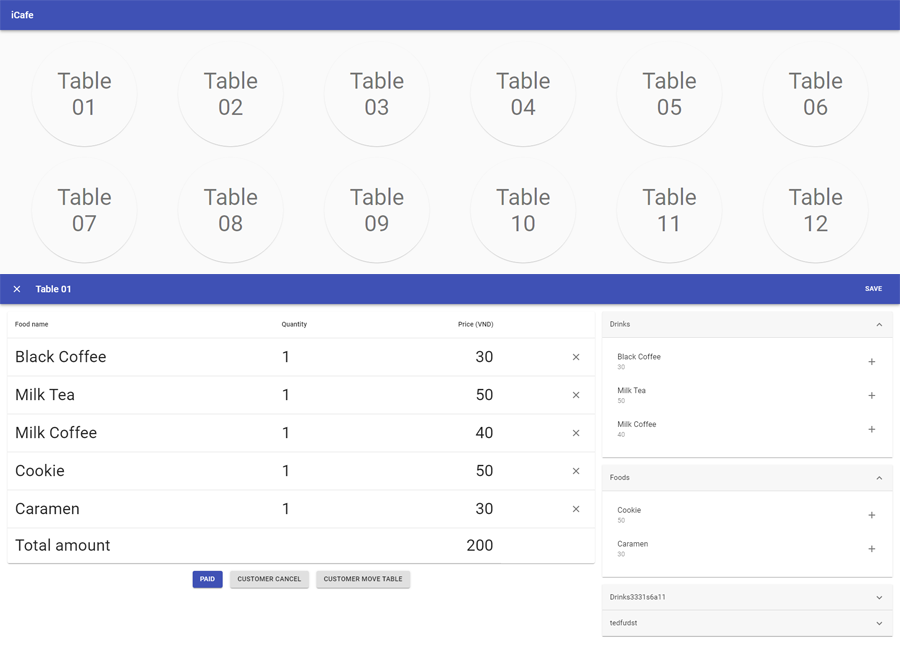 iCafe
Table 01
Table 02
Table 03
Table 04
Table 05
Table 06
Table 07
Table 08
Table 09
Table 10
Table 11
Table 12
Table 01
SAVE
Food name Quantity Price (VND)
Black Coffee 1 30
Milk Tea 1 50
Milk Coffee 1 40
Cookie 1 50
Caramen 1 30
Total amount 200
PAID
CUSTOMER CANCEL
CUSTOMER MOVE TABLE
Drinks
Black Coffee
30
Milk Tea
50
Milk Coffee
40
Foods
Cookie
50
Caramen
30
Drinks3331s6a11
tedfudst